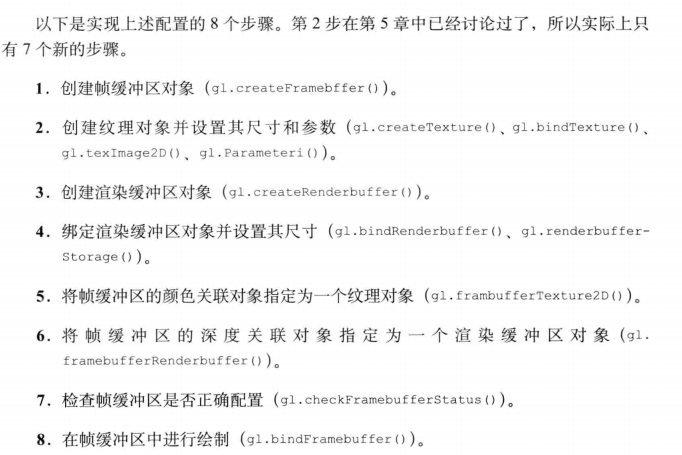 以下是实现上述配置的 8 个步骤。第 2 步在第 5 章中已经讨论过了，所以实际上只
有 7 个新的步骤。
1. 创建帧缓冲区对象（gl.createFramebffer()）。
2. 创建纹理对象并设置其尺寸和参数（gl.createTexture()、gl.bindTexture()、
gl.texImage2D()、gl.Parameteri()）。
3. 创建渲染缓冲区对象（gl.createRenderbuffer()）。
4. 绑定渲染缓冲区对象并设置其尺寸（gl.bindRenderbuffer()、gl.renderbuffer-
Storage()）。
5. 将帧缓冲区的颜色关联对象指定为一个纹理对象（gl.frambufferTexture2D()）。
6. 将帧缓冲区的深度关联对象指定为一个渲染缓冲区对象（gl.
framebufferRenderbuffer()）。
7. 检查帧缓冲区是否正确配置（gl.checkFramebufferStatus()）。
8. 在帧缓冲区中进行绘制（gl.bindFramebuffer()）。